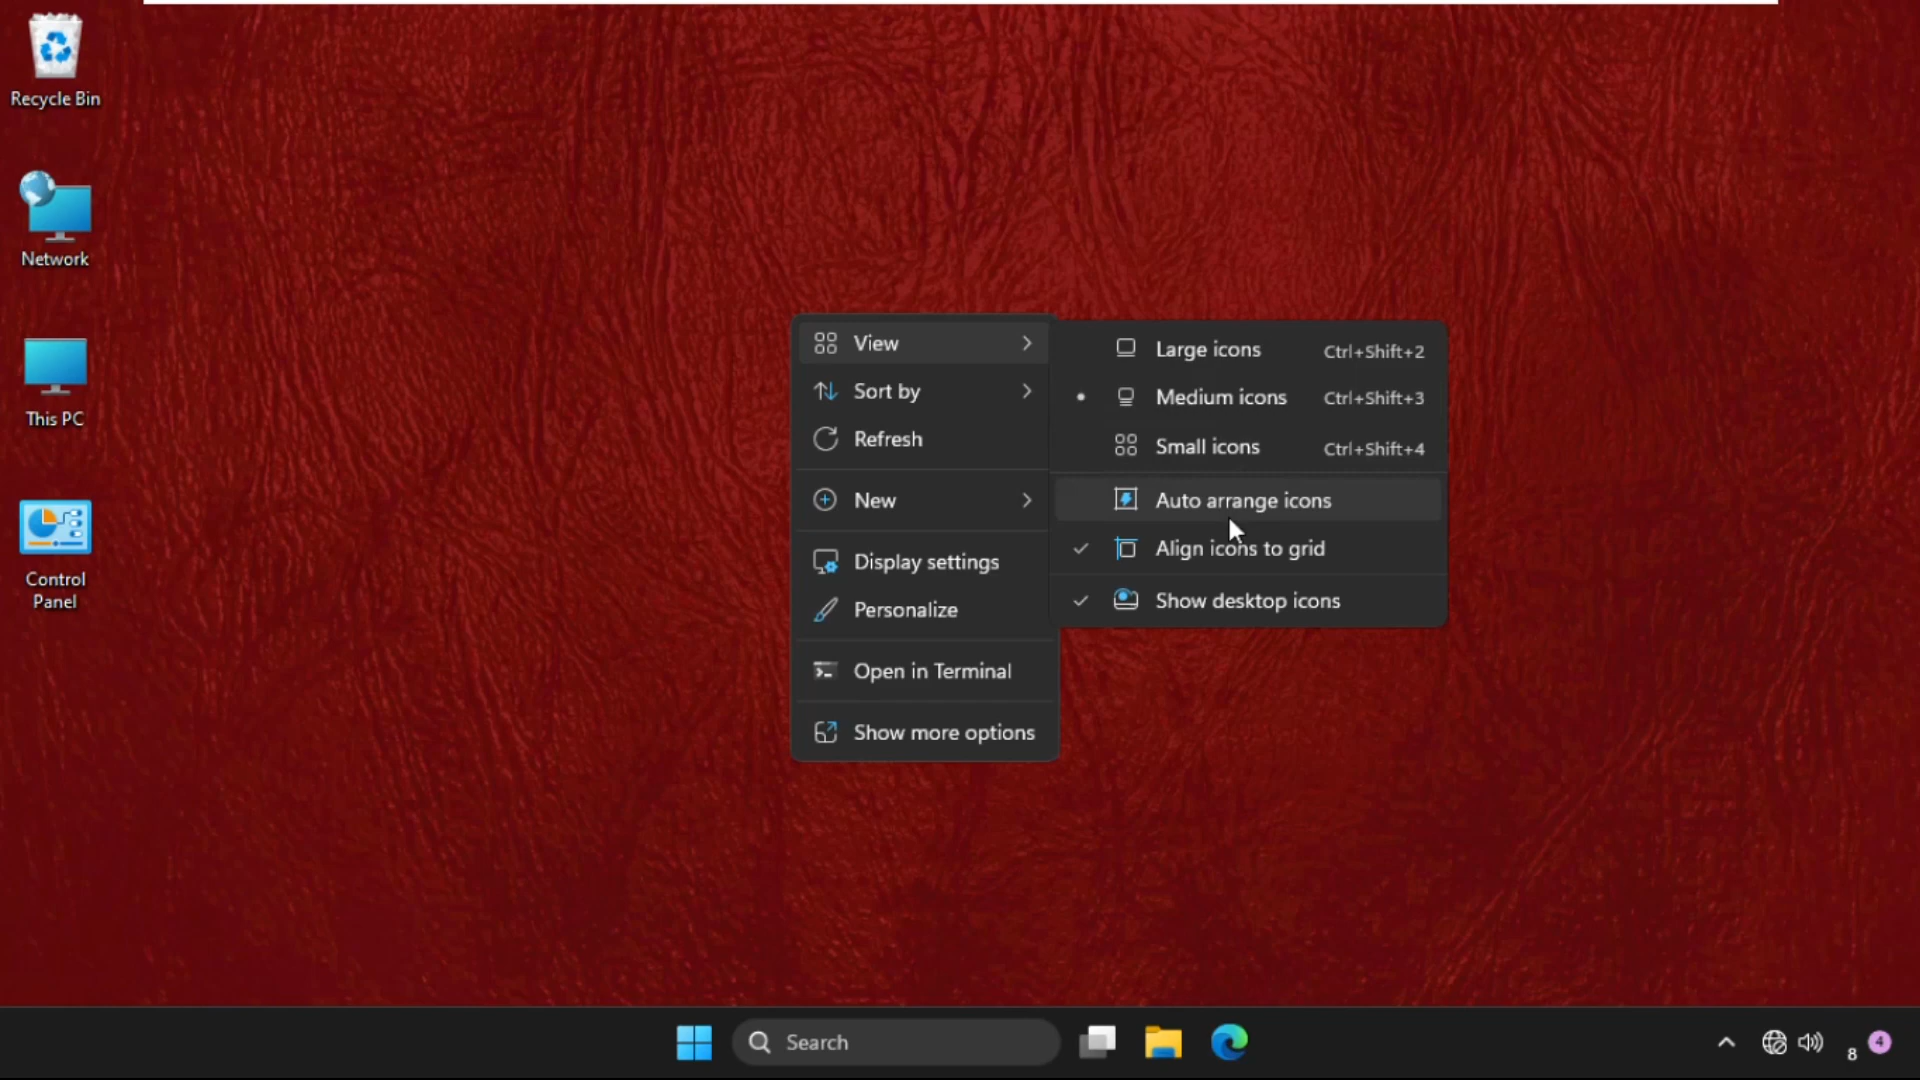 Recycle Bin
Network
This PC
Control
Panel
View
Sort by
Refresh
New
Display settings
Personalize
Open in Terminal
Show more options
Large icons Ctrl+Shift+2
Medium icons Ctrl+Shift+3
Small icons Ctrl+Shift+4
Auto arrange icons
Align icons to grid
Show desktop icons
Search
8
4